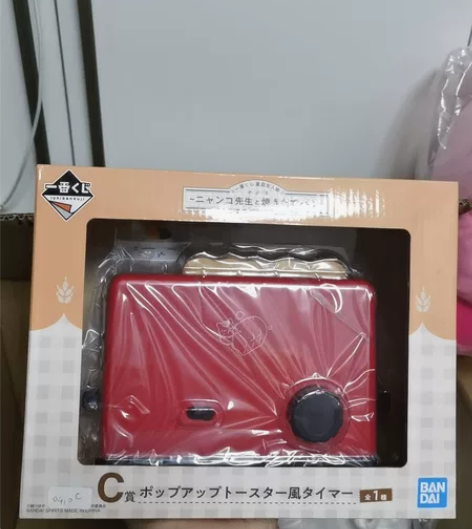 一番くじ
ichibankuji
ニャンコ先生と焼きたてパン
C賞 ポップアップトースター風タイマー 全1種
BAN
DAI